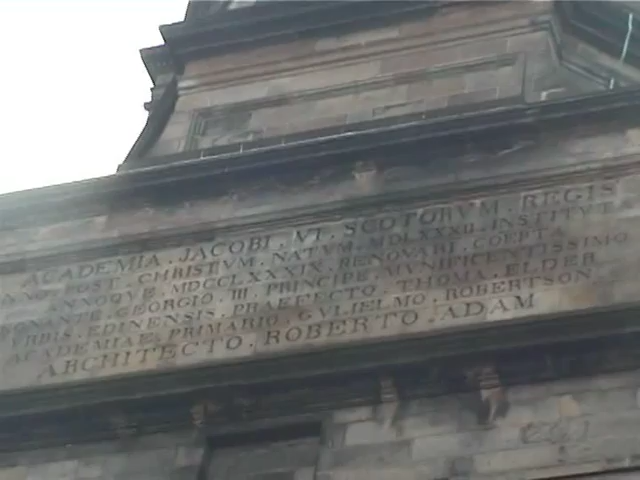 ACADEMIA . JACOBI . VI . SCOTORVM . REGIS
ANNO . POST . CHRISTVM . NATVM . MDLXXXII . INSTITVTA
ANNOQVE . MDCCLXXXIX . RENOVARI . COEPTA
GEORGIO . III . PRINCIPE . MVNIFICENTISSIMO
VRBIS . EDINENSIS . PRAEFECTO . THOMA . ELDER
ACADEMIAE . PRIMARIO . GVLIELMO . ROBERTSON
ARCHITECTO . ROBERTO . ADAM